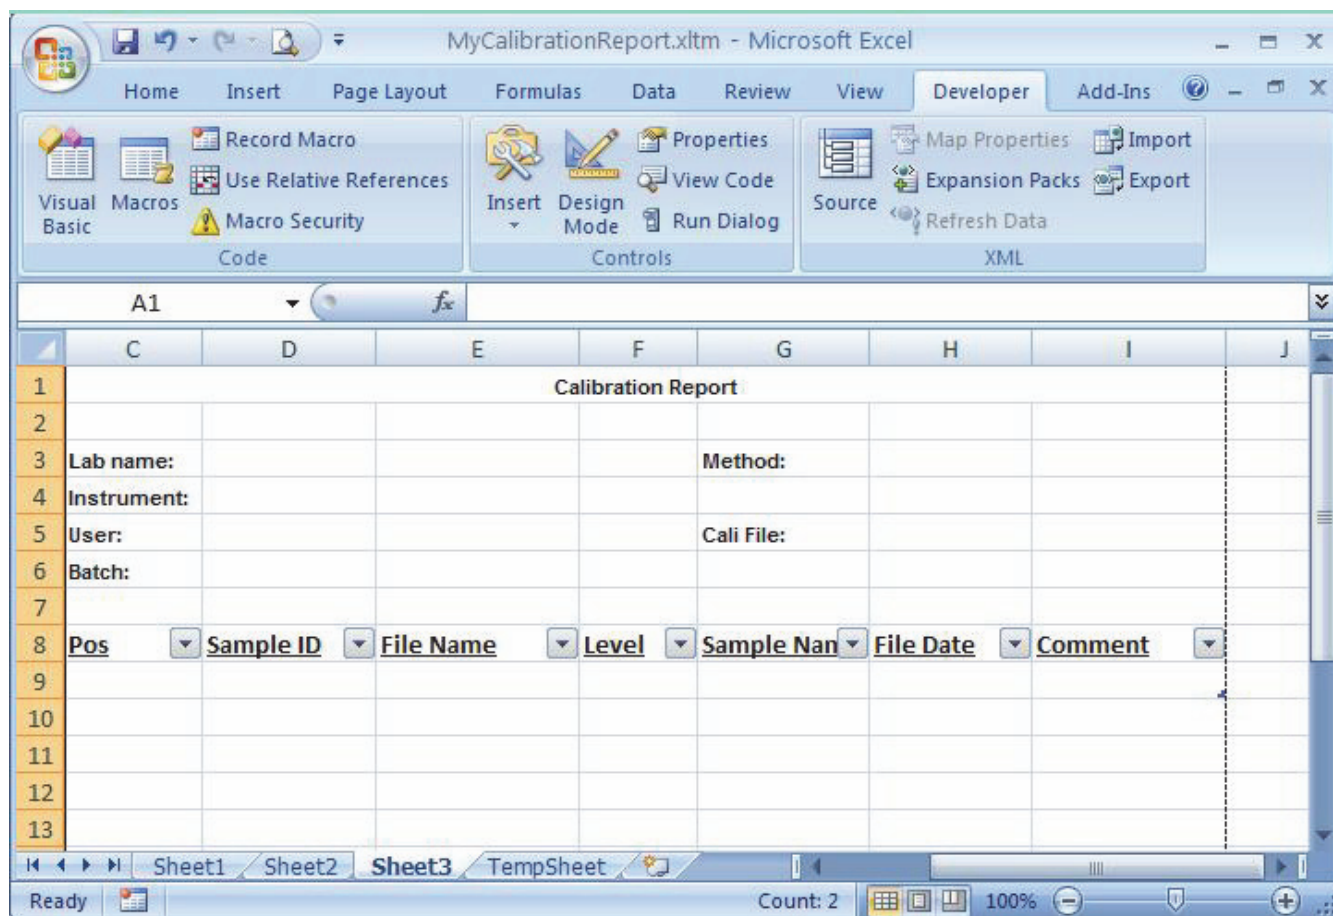 MyCalibrationReport.xltm - Microsoft Excel
Home Insert Page Layout Formulas Data Review View Developer Add-Ins
Visual Basic
Macros
Record Macro
Use Relative References
Macro Security
Code
Insert
Design Mode
Properties
View Code
Run Dialog
Controls
Source
Map Properties
Expansion Packs
Refresh Data
Import
Export
XML
A1 fx
C D E F G H I J
1 Calibration Report
2
3 Lab name: Method:
4 Instrument:
5 User: Cali File:
6 Batch:
7
8 Pos Sample ID File Name Level Sample Nan File Date Comment
9
10
11
12
13
Sheet1 Sheet2 Sheet3 TempSheet
Ready Count: 2 100%